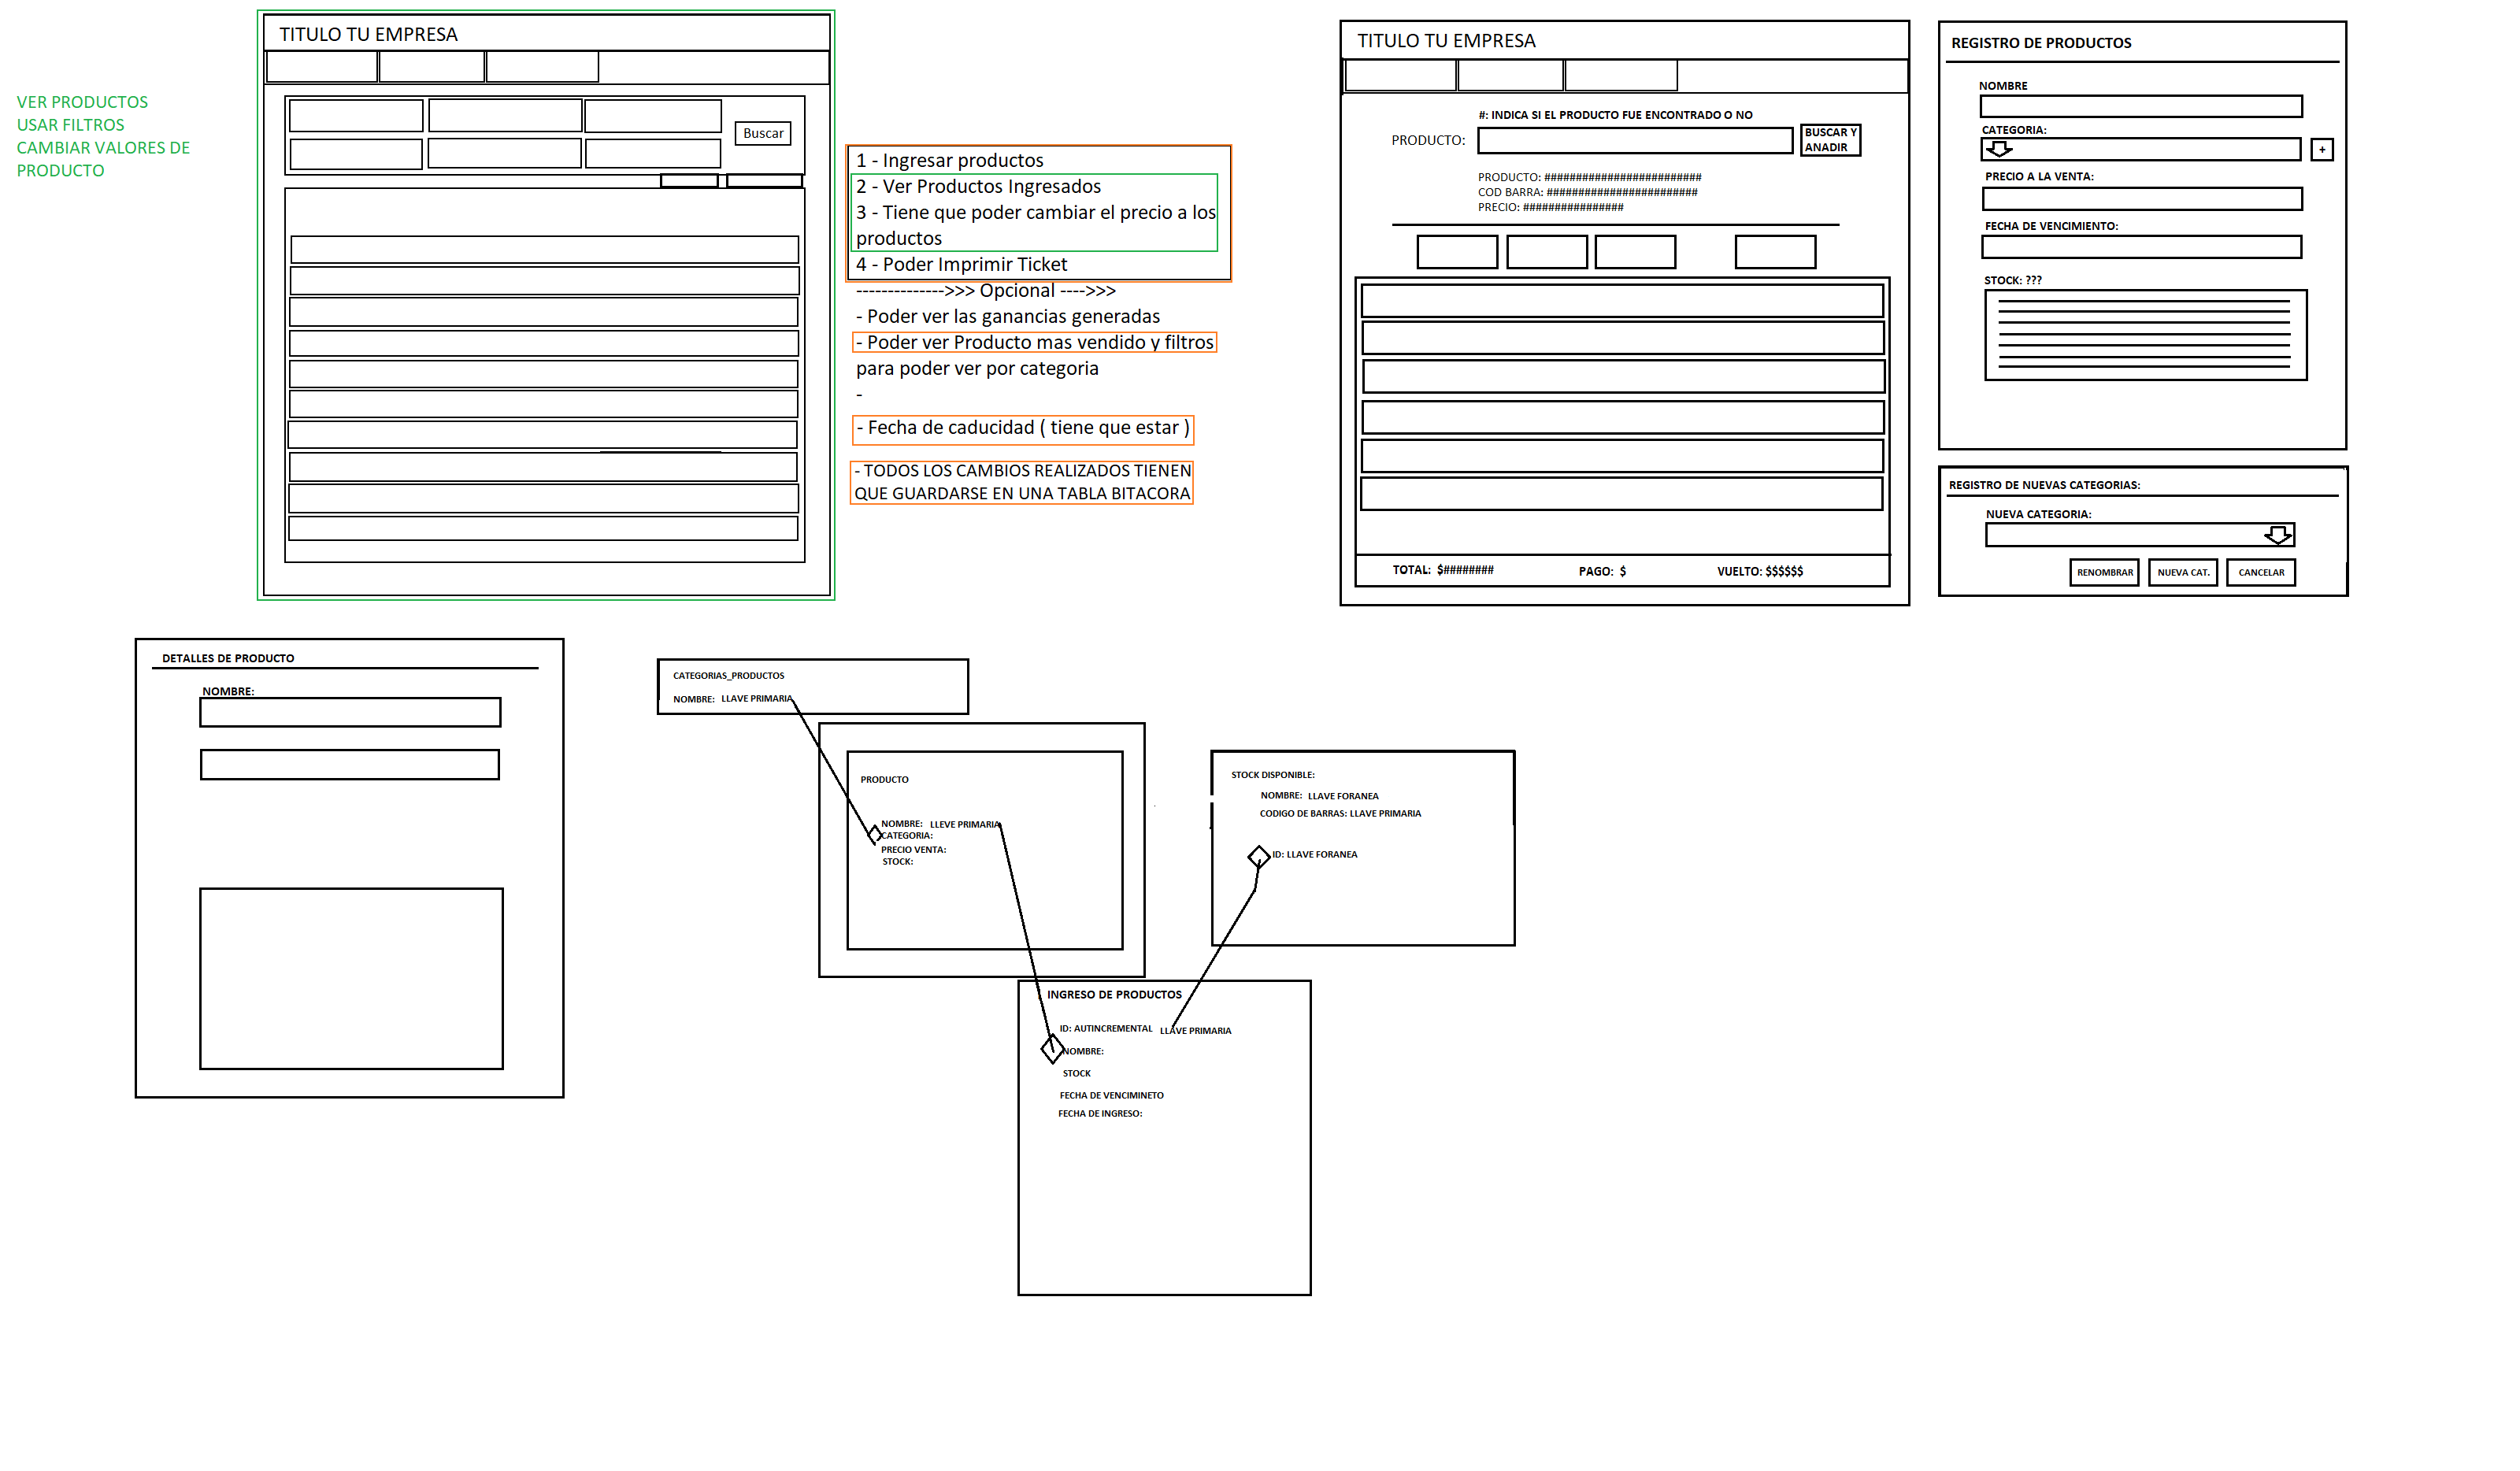 TITULO TU EMPRESA
VER PRODUCTOS
USAR FILTROS
CAMBIAR VALORES DE
PRODUCTO
Buscar
1 - Ingresar productos
2 - Ver Productos Ingresados
3 - Tiene que poder cambiar el precio a los
productos
4 - Poder Imprimir Ticket
-------------->>> Opcional ---->>>
- Poder ver las ganancias generadas
- Poder ver Producto mas vendido y filtros
para poder ver por categoria
-
- Fecha de caducidad ( tiene que estar )
- TODOS LOS CAMBIOS REALIZADOS TIENEN
QUE GUARDARSE EN UNA TABLA BITACORA
TITULO TU EMPRESA
#: INDICA SI EL PRODUCTO FUE ENCONTRADO O NO
PRODUCTO:
BUSCAR Y
ANADIR
PRODUCTO: #########################
COD BARRA: ########################
PRECIO: ################
TOTAL: $######## PAGO: $ VUELTO: $$$$$$
REGISTRO DE PRODUCTOS
NOMBRE
CATEGORIA:
+
PRECIO A LA VENTA:
FECHA DE VENCIMIENTO:
STOCK: ???
REGISTRO DE NUEVAS CATEGORIAS:
NUEVA CATEGORIA:
RENOMBRAR NUEVA CAT. CANCELAR
DETALLES DE PRODUCTO
NOMBRE:
CATEGORIAS_PRODUCTOS
NOMBRE: LLAVE PRIMARIA
PRODUCTO
NOMBRE: LLEVE PRIMARIA
CATEGORIA:
PRECIO VENTA:
STOCK:
STOCK DISPONIBLE:
NOMBRE: LLAVE FORANEA
CODIGO DE BARRAS: LLAVE PRIMARIA
ID: LLAVE FORANEA
INGRESO DE PRODUCTOS
ID: AUTINCREMENTAL LLAVE PRIMARIA
NOMBRE:
STOCK
FECHA DE VENCIMINETO
FECHA DE INGRESO: